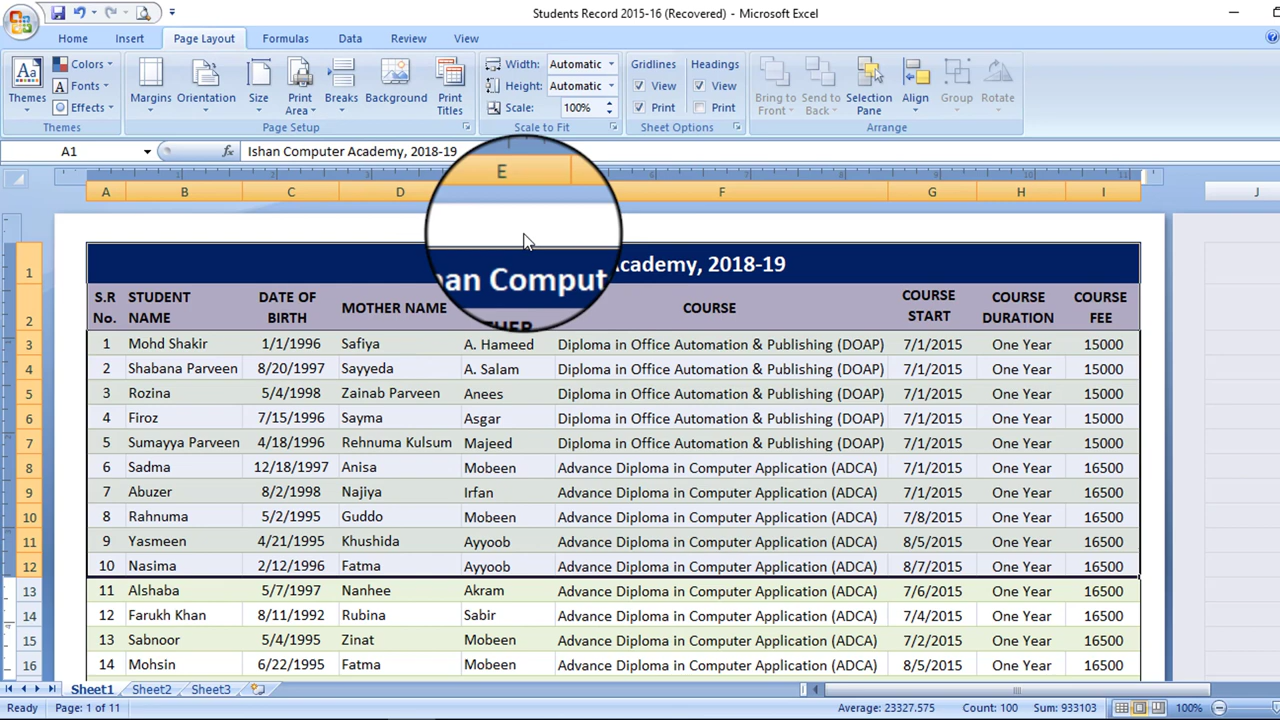 Students Record 2015-16 (Recovered) - Microsoft Excel
Home Insert Page Layout Formulas Data Review View
Themes Colors Fonts Effects Margins Orientation Size Print Area Breaks Background Print Titles Width: Automatic Height: Automatic Scale: 100% Gridlines View Print Headings View Print Bring to Front Send to Back Selection Pane Align Group Rotate
Themes Page Setup Scale to Fit Sheet Options Arrange
A1 fx Ishan Computer Academy, 2018-19
A B C D E F G H I J
1 han Comput Academy, 2018-19
2 S.R No. STUDENT NAME DATE OF BIRTH MOTHER NAME THER COURSE COURSE START COURSE DURATION COURSE FEE
3 1 Mohd Shakir 1/1/1996 Safiya A. Hameed Diploma in Office Automation & Publishing (DOAP) 7/1/2015 One Year 15000
4 2 Shabana Parveen 8/20/1997 Sayyeda A. Salam Diploma in Office Automation & Publishing (DOAP) 7/1/2015 One Year 15000
5 3 Rozina 5/4/1998 Zainab Parveen Anees Diploma in Office Automation & Publishing (DOAP) 7/1/2015 One Year 15000
6 4 Firoz 7/15/1996 Sayma Asgar Diploma in Office Automation & Publishing (DOAP) 7/1/2015 One Year 15000
7 5 Sumayya Parveen 4/18/1996 Rehnuma Kulsum Majeed Diploma in Office Automation & Publishing (DOAP) 7/1/2015 One Year 15000
8 6 Sadma 12/18/1997 Anisa Mobeen Advance Diploma in Computer Application (ADCA) 7/1/2015 One Year 16500
9 7 Abuzer 8/2/1998 Najiya Irfan Advance Diploma in Computer Application (ADCA) 7/1/2015 One Year 16500
10 8 Rahnuma 5/2/1995 Guddo Mobeen Advance Diploma in Computer Application (ADCA) 7/8/2015 One Year 16500
11 9 Yasmeen 4/21/1995 Khushida Ayyoob Advance Diploma in Computer Application (ADCA) 8/5/2015 One Year 16500
12 10 Nasima 2/12/1996 Fatma Ayyoob Advance Diploma in Computer Application (ADCA) 8/7/2015 One Year 16500
13 11 Alshaba 5/7/1997 Nanhee Akram Advance Diploma in Computer Application (ADCA) 7/6/2015 One Year 16500
14 12 Farukh Khan 8/11/1992 Rubina Sabir Advance Diploma in Computer Application (ADCA) 7/4/2015 One Year 16500
15 13 Sabnoor 5/4/1995 Zinat Mobeen Advance Diploma in Computer Application (ADCA) 7/2/2015 One Year 16500
16 14 Mohsin 6/22/1995 Fatma Mobeen Advance Diploma in Computer Application (ADCA) 8/5/2015 One Year 16500
Sheet1 Sheet2 Sheet3
Ready Page: 1 of 11 Average: 23327.575 Count: 100 Sum: 933103 100%